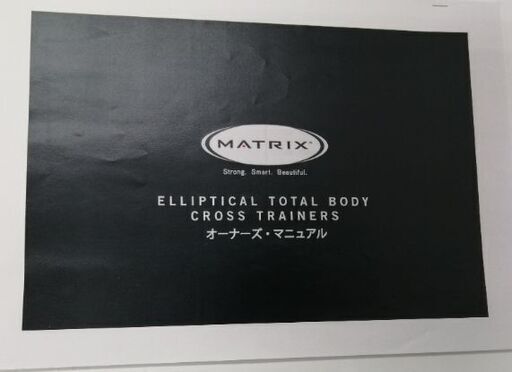 MATRIX
Strong. Smart. Beautiful.
ELLIPTICAL TOTAL BODY
CROSS TRAINERS
オーナーズ・マニュアル